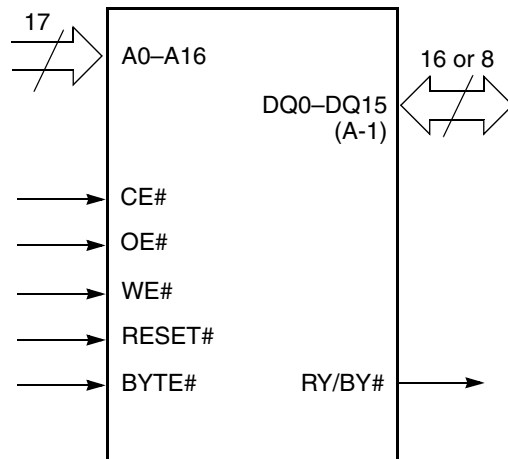 17
A0–A16
16 or 8
DQ0–DQ15
(A-1)
CE#
OE#
WE#
RESET#
BYTE#
RY/BY#